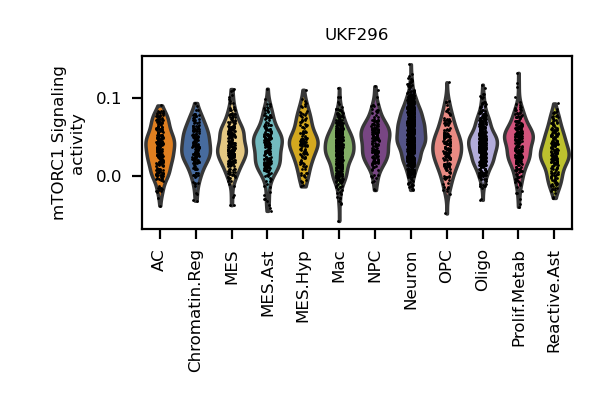 UKF296
mTORC1 Signaling
activity
0.1
0.0
AC
Chromatin.Reg
MES
MES.Ast
MES.Hyp
Mac
NPC
Neuron
OPC
Oligo
Prolif.Metab
Reactive.Ast